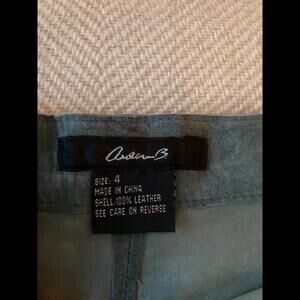 Arden B.
SIZE: 4
MADE IN CHINA
SHELL: 100% LEATHER
SEE CARE ON REVERSE